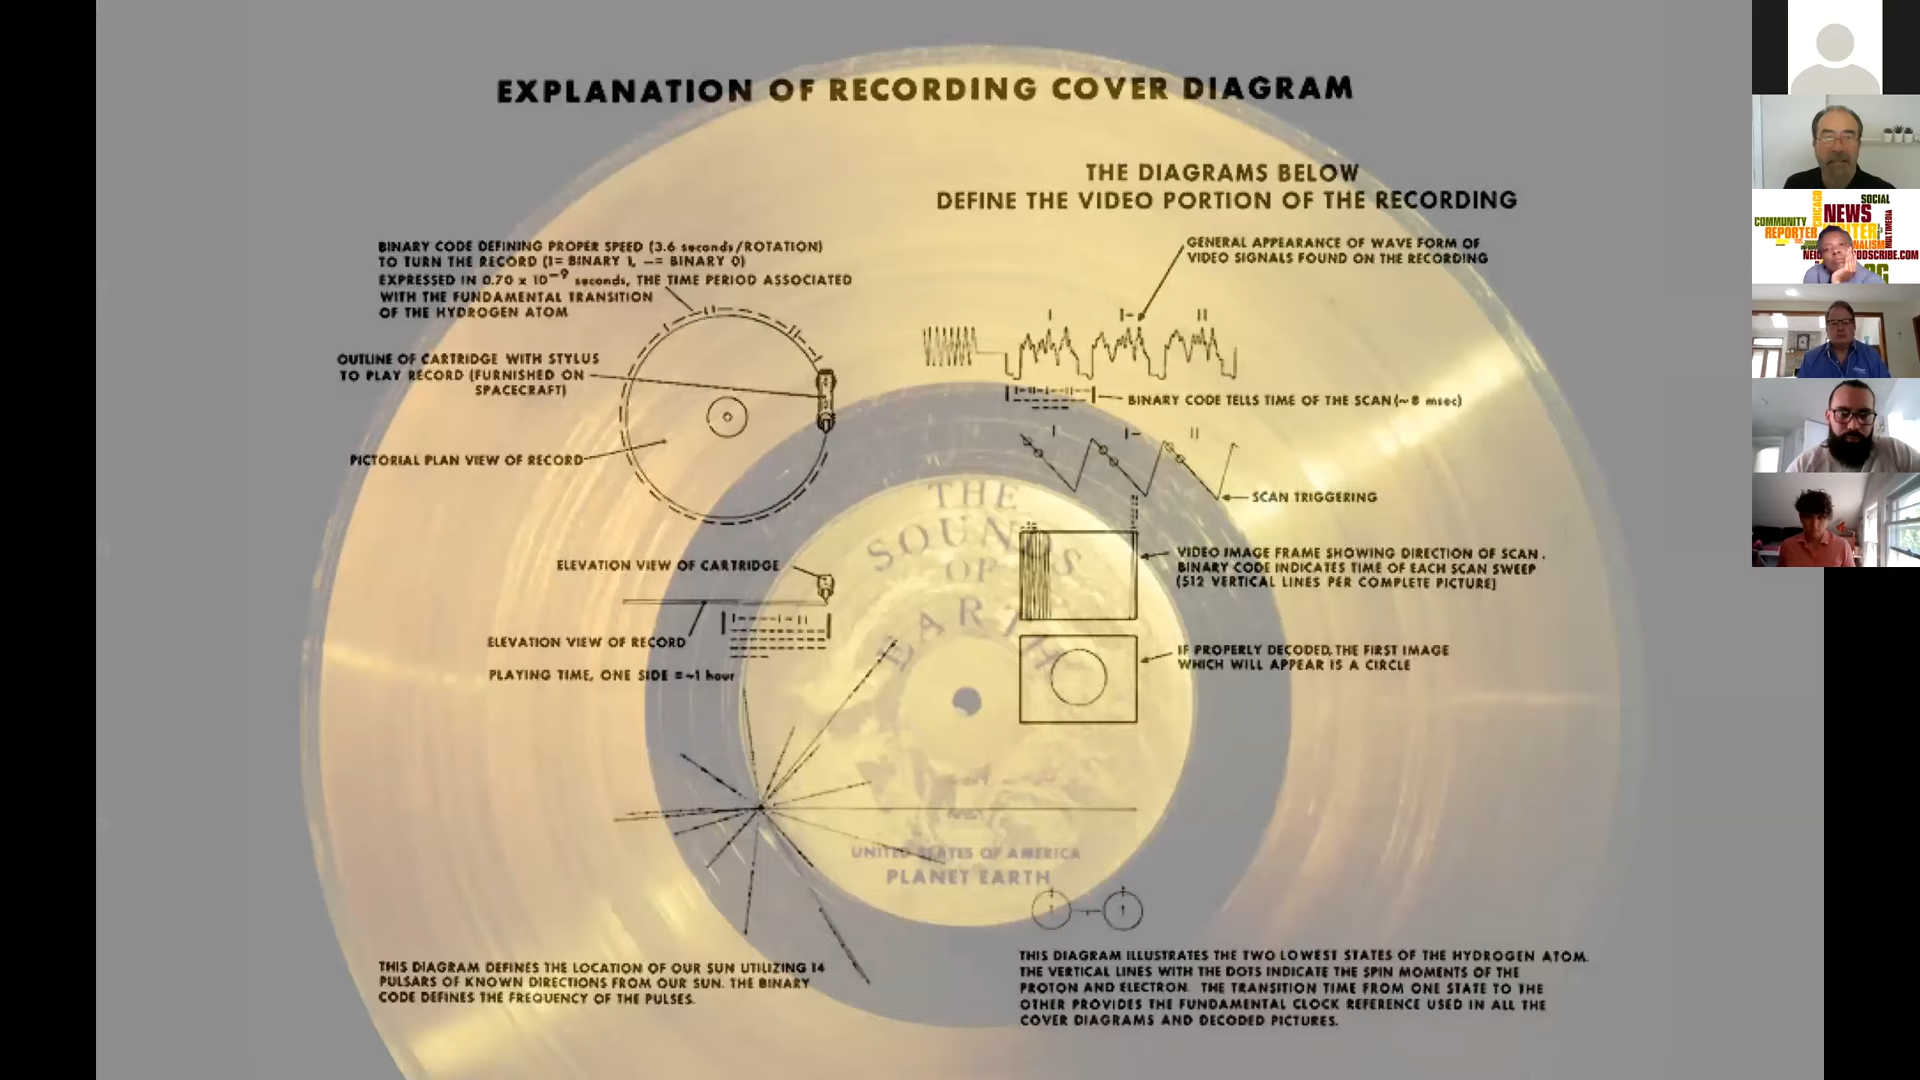 EXPLANATION OF RECORDING COVER DIAGRAM
THE DIAGRAMS BELOW
DEFINE THE VIDEO PORTION OF THE RECORDING
BINARY CODE DEFINING PROPER SPEED (3.6 seconds/ROTATION)
TO TURN THE RECORD (|= BINARY 1, —= BINARY 0)
EXPRESSED IN 0.70 x 10⁻⁹ seconds, THE TIME PERIOD ASSOCIATED
WITH THE FUNDAMENTAL TRANSITION
OF THE HYDROGEN ATOM
OUTLINE OF CARTRIDGE WITH STYLUS
TO PLAY RECORD (FURNISHED ON
SPACECRAFT)
PICTORIAL PLAN VIEW OF RECORD
ELEVATION VIEW OF CARTRIDGE
ELEVATION VIEW OF RECORD
PLAYING TIME, ONE SIDE = ~1 hour
GENERAL APPEARANCE OF WAVE FORM OF
VIDEO SIGNALS FOUND ON THE RECORDING
BINARY CODE TELLS TIME OF THE SCAN (~ 8 msec)
SCAN TRIGGERING
VIDEO IMAGE FRAME SHOWING DIRECTION OF SCAN.
BINARY CODE INDICATES TIME OF EACH SCAN SWEEP
(512 VERTICAL LINES PER COMPLETE PICTURE)
IF PROPERLY DECODED, THE FIRST IMAGE
WHICH WILL APPEAR IS A CIRCLE
THE
SOUNDS
OF
EARTH
UNITED STATES OF AMERICA
PLANET EARTH
THIS DIAGRAM DEFINES THE LOCATION OF OUR SUN UTILIZING 14
PULSARS OF KNOWN DIRECTIONS FROM OUR SUN. THE BINARY
CODE DEFINES THE FREQUENCY OF THE PULSES.
THIS DIAGRAM ILLUSTRATES THE TWO LOWEST STATES OF THE HYDROGEN ATOM.
THE VERTICAL LINES WITH THE DOTS INDICATE THE SPIN MOMENTS OF THE
PROTON AND ELECTRON. THE TRANSITION TIME FROM ONE STATE TO THE
OTHER PROVIDES THE FUNDAMENTAL CLOCK REFERENCE USED IN ALL THE
COVER DIAGRAMS AND DECODED PICTURES.
SOCIAL
CHICAGO
NEWS
COMMUNITY
REPORTER
MULTIMEDIA